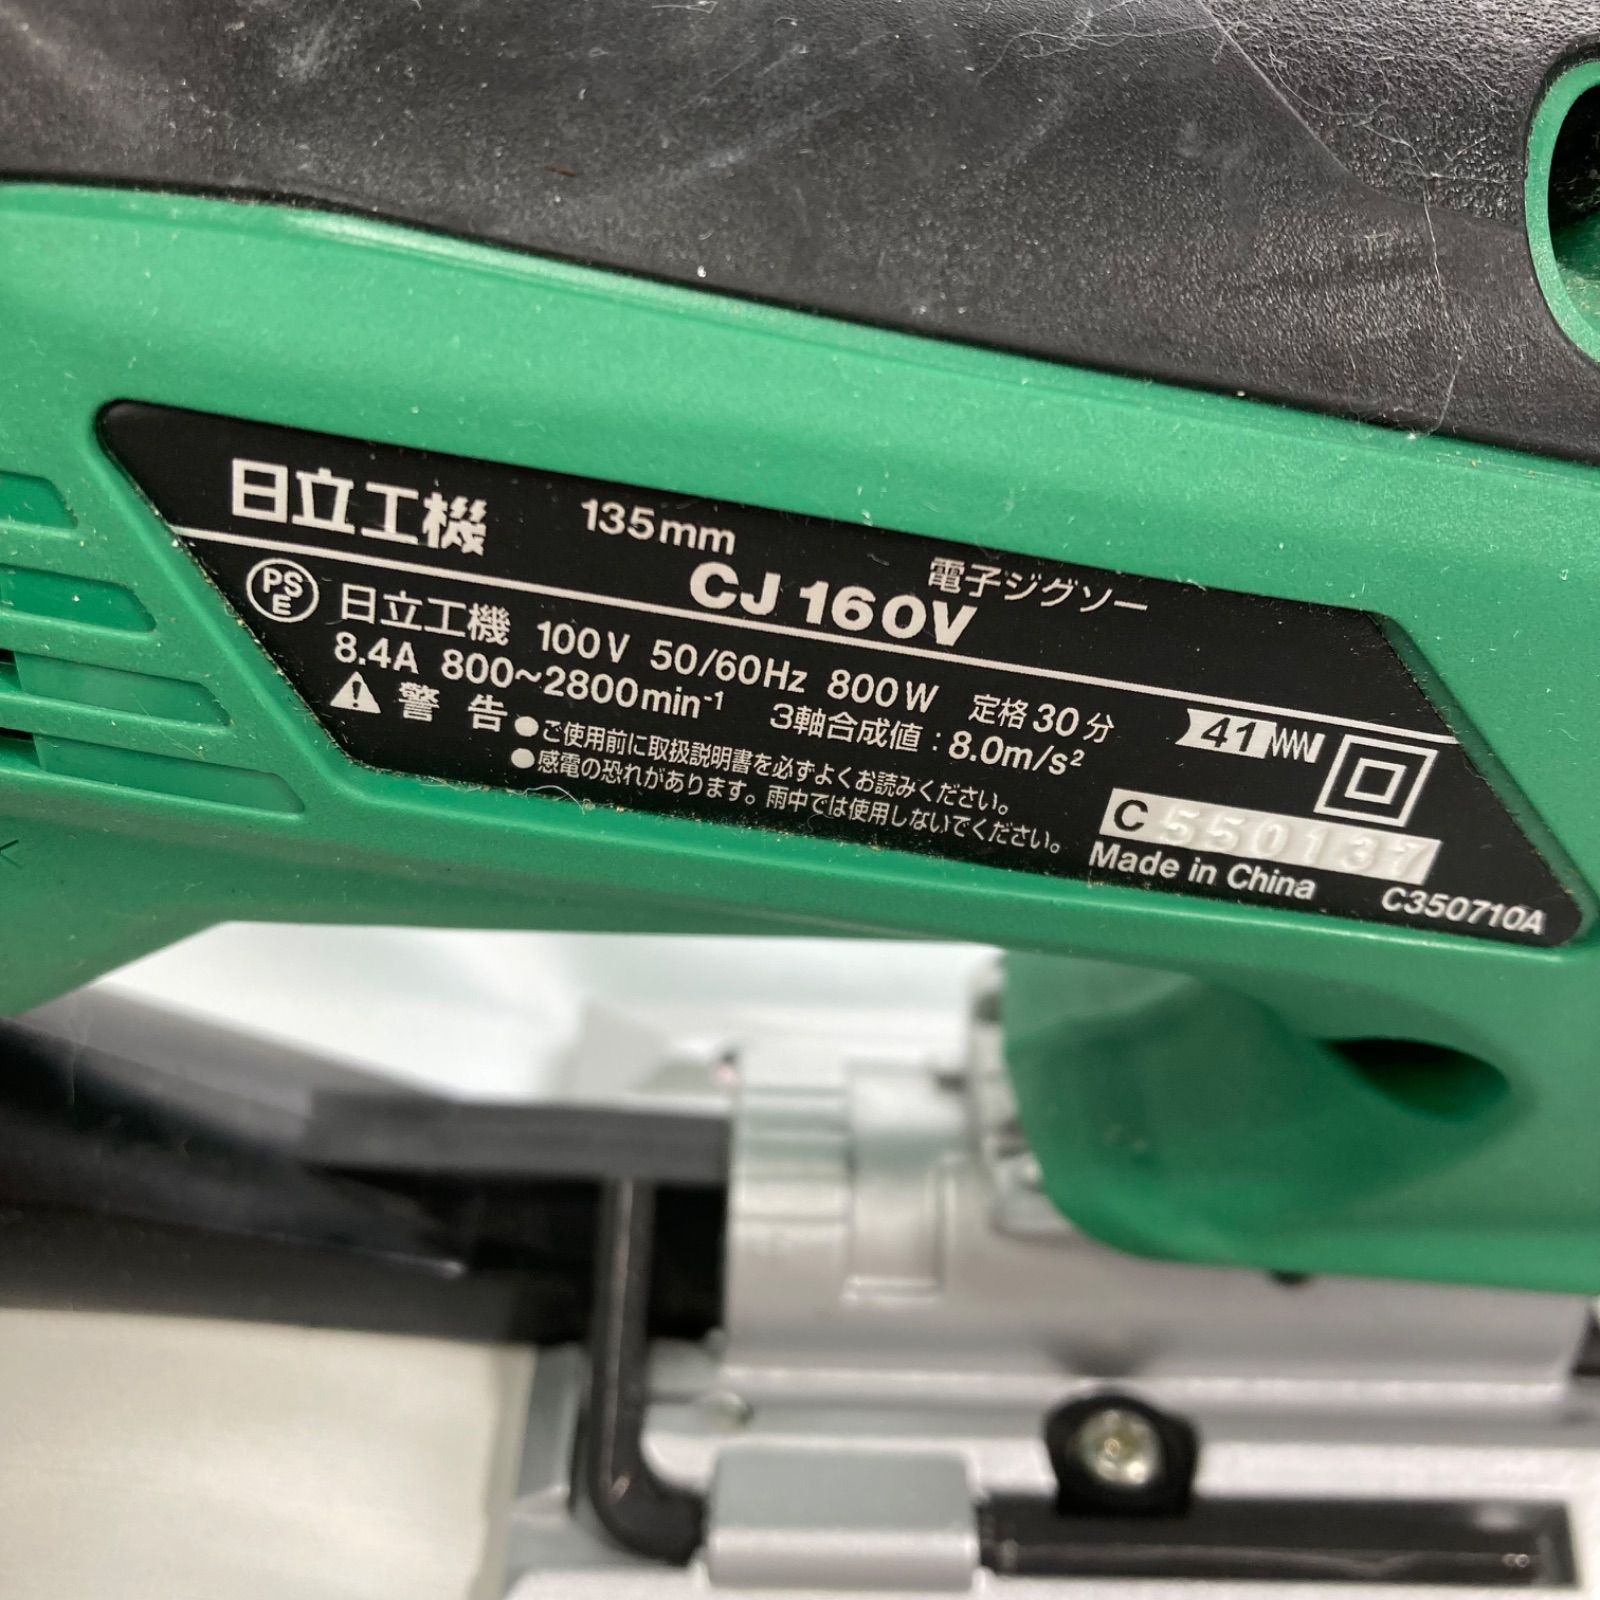 日立工機 135mm 電子ジグソー
CJ 160V
PS
E
日立工機 100V 50/60Hz 800W 定格30分
8.4A 800~2800min-1 3軸合成値:8.0m/s²
警告 ●ご使用前に取扱説明書を必ずよくお読みください。
●感電の恐れがあります。雨中では使用しないでください。
41
C 550137
Made in China C350710A